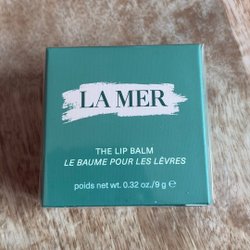 LA MER
THE LIP BALM
LE BAUME POUR LES LÈVRES
poids net wt. 0.32 oz./9 g ℮